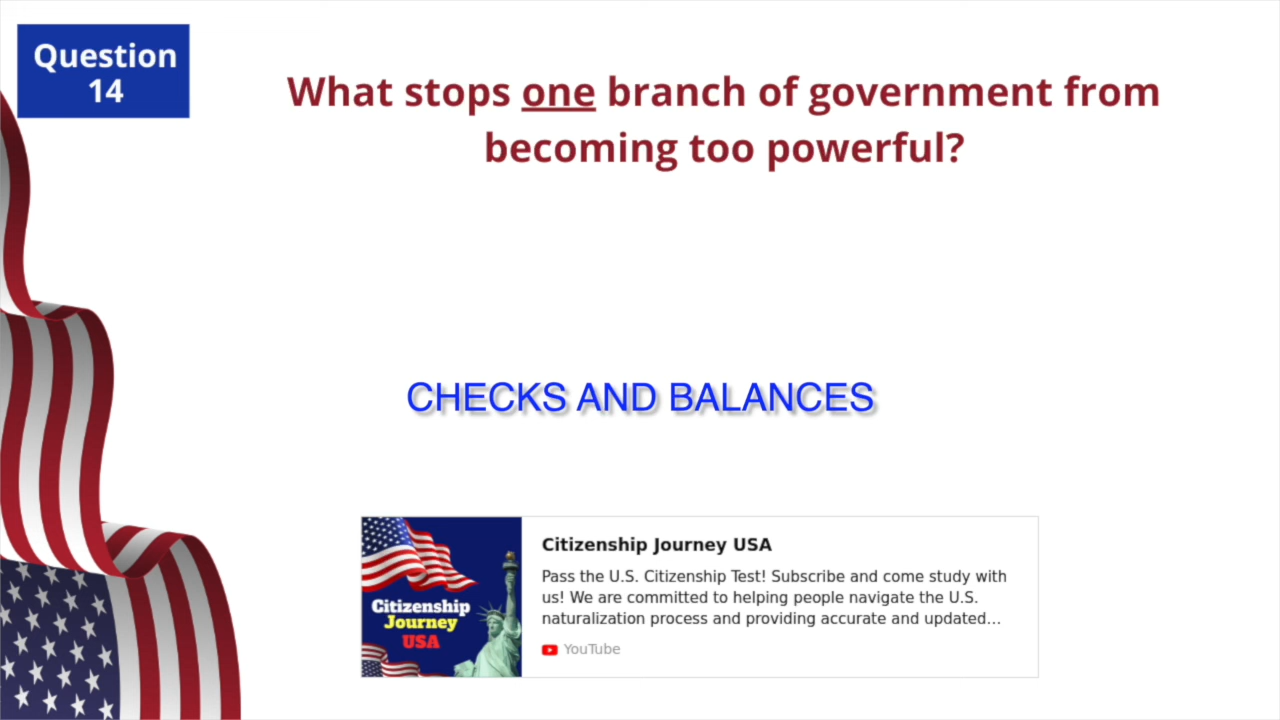 Question
14
What stops one branch of government from
becoming too powerful?
CHECKS AND BALANCES
Citizenship
Journey
USA
Citizenship Journey USA
Pass the U.S. Citizenship Test! Subscribe and come study with
us! We are committed to helping people navigate the U.S.
naturalization process and providing accurate and updated...
YouTube